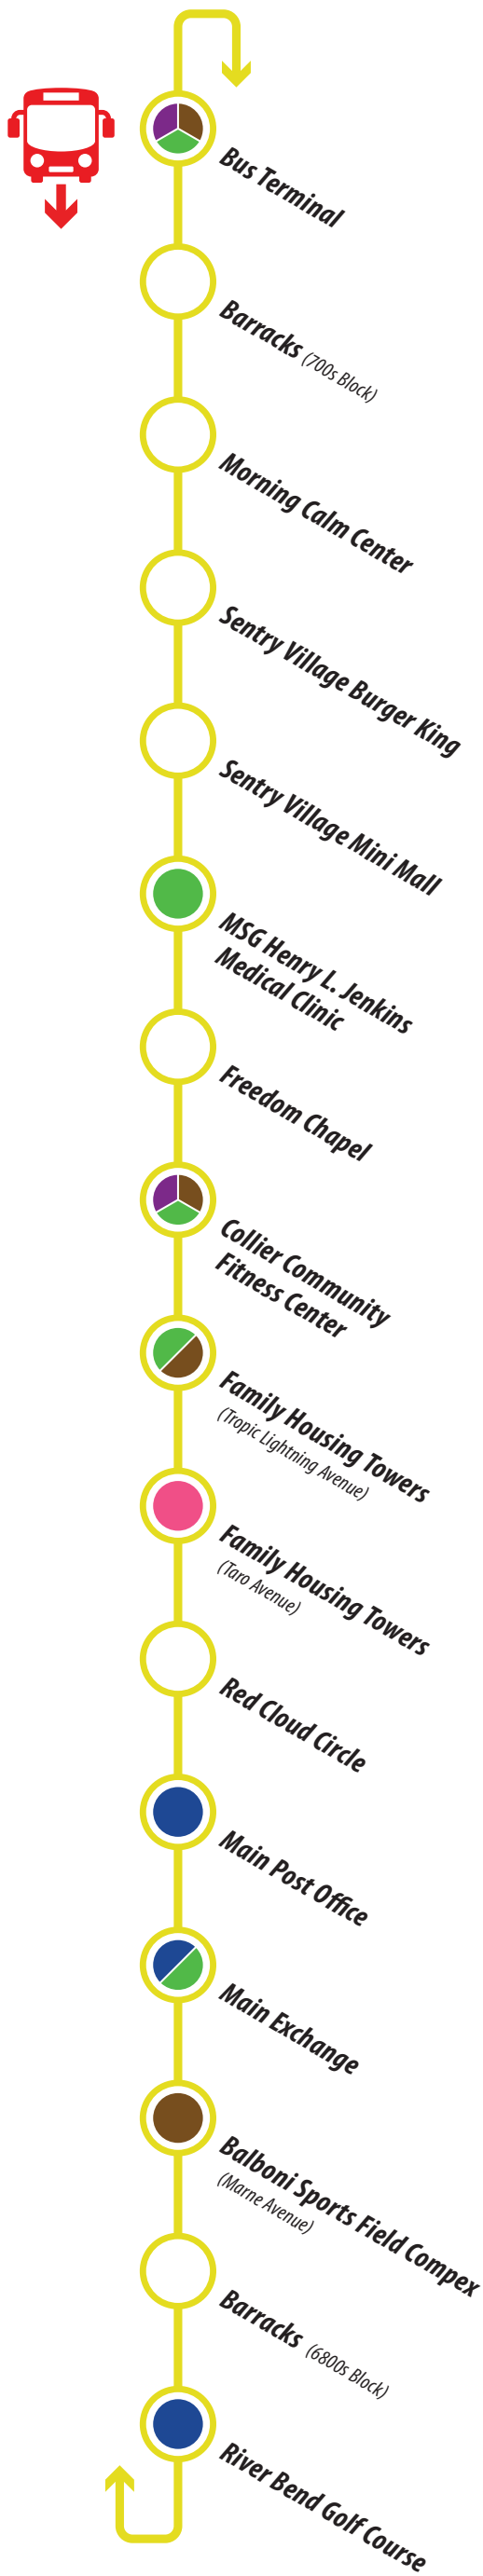 Bus Terminal
Barracks (700s Block)
Morning Calm Center
Sentry Village Burger King
Sentry Village Mini Mall
MSG Henry L. Jenkins
Medical Clinic
Freedom Chapel
Collier Community
Fitness Center
Family Housing Towers
(Tropic Lightning Avenue)
Family Housing Towers
(Taro Avenue)
Red Cloud Circle
Main Post Office
Main Exchange
Balboni Sports Field Compex
(Marne Avenue)
Barracks (6800s Block)
River Bend Golf Course